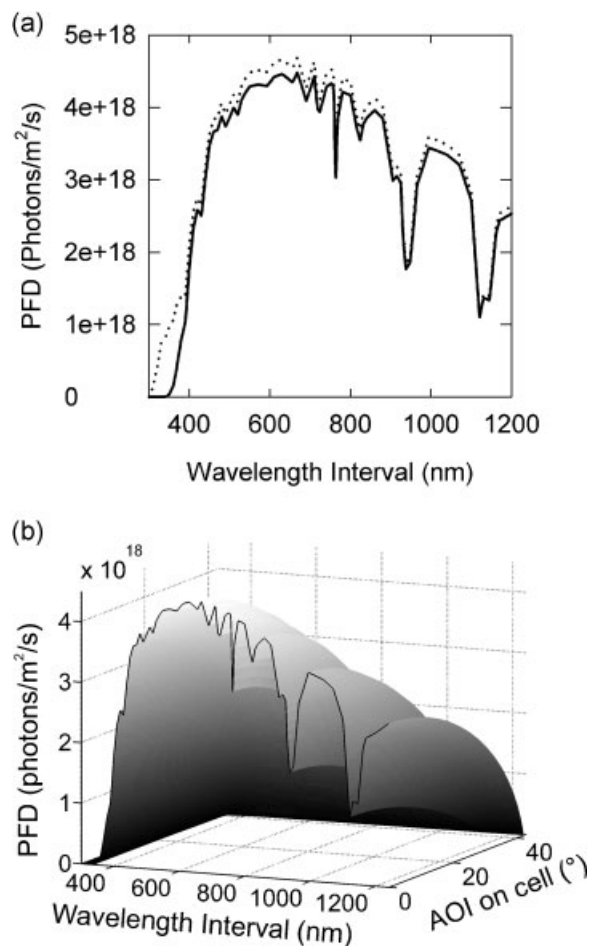 (a)
5e+18
4e+18
3e+18
2e+18
1e+18
0
PFD (Photons/m²/s)
400 600 800 1000 1200
Wavelength Interval (nm)
(b)
x 10¹⁸
4
3
2
1
0
PFD (photons/m²/s)
400 600 800 1000 1200
Wavelength Interval (nm)
0 20 40
AOI on cell (°)